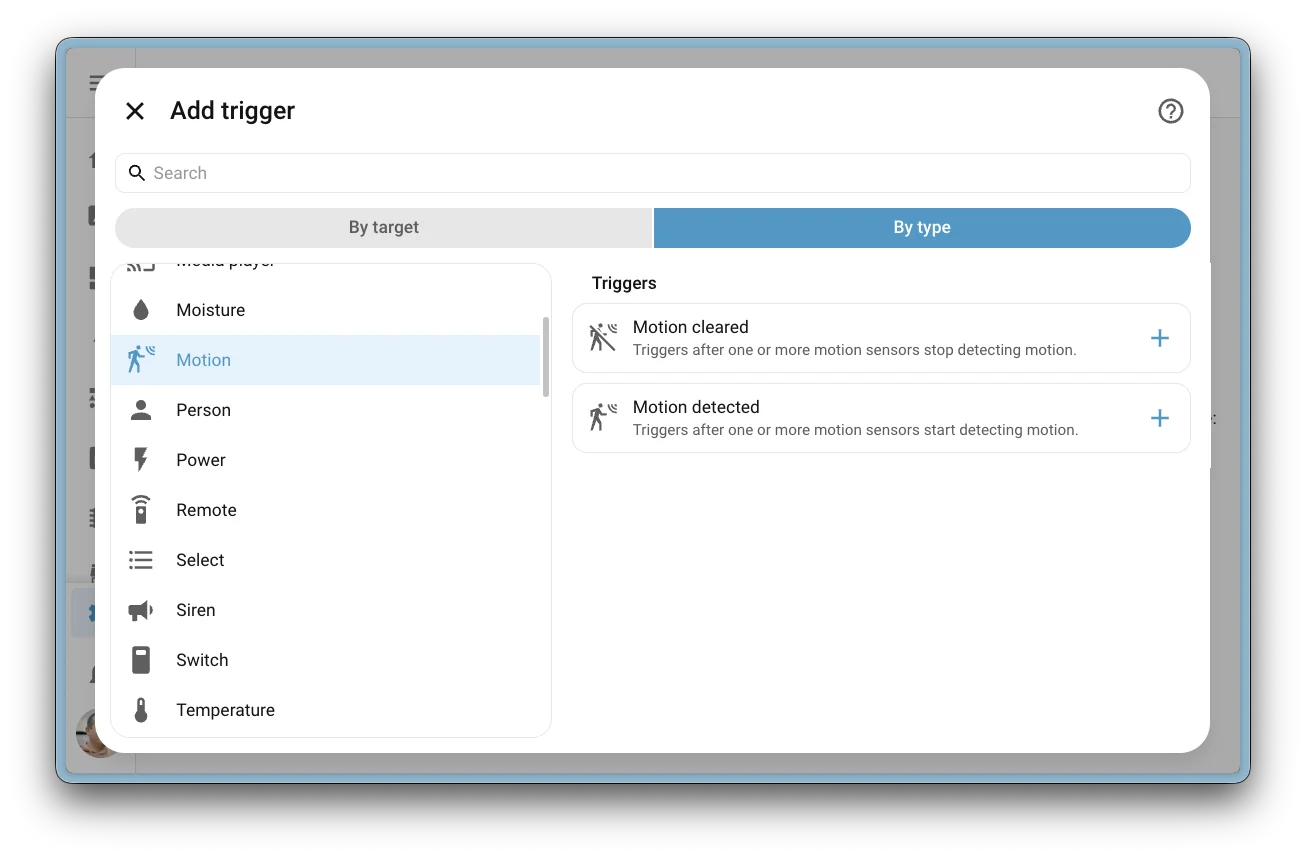 Add trigger
Search
By target
By type
Media player
Moisture
Motion
Person
Power
Remote
Select
Siren
Switch
Temperature
Triggers
Motion cleared
Triggers after one or more motion sensors stop detecting motion.
Motion detected
Triggers after one or more motion sensors start detecting motion.